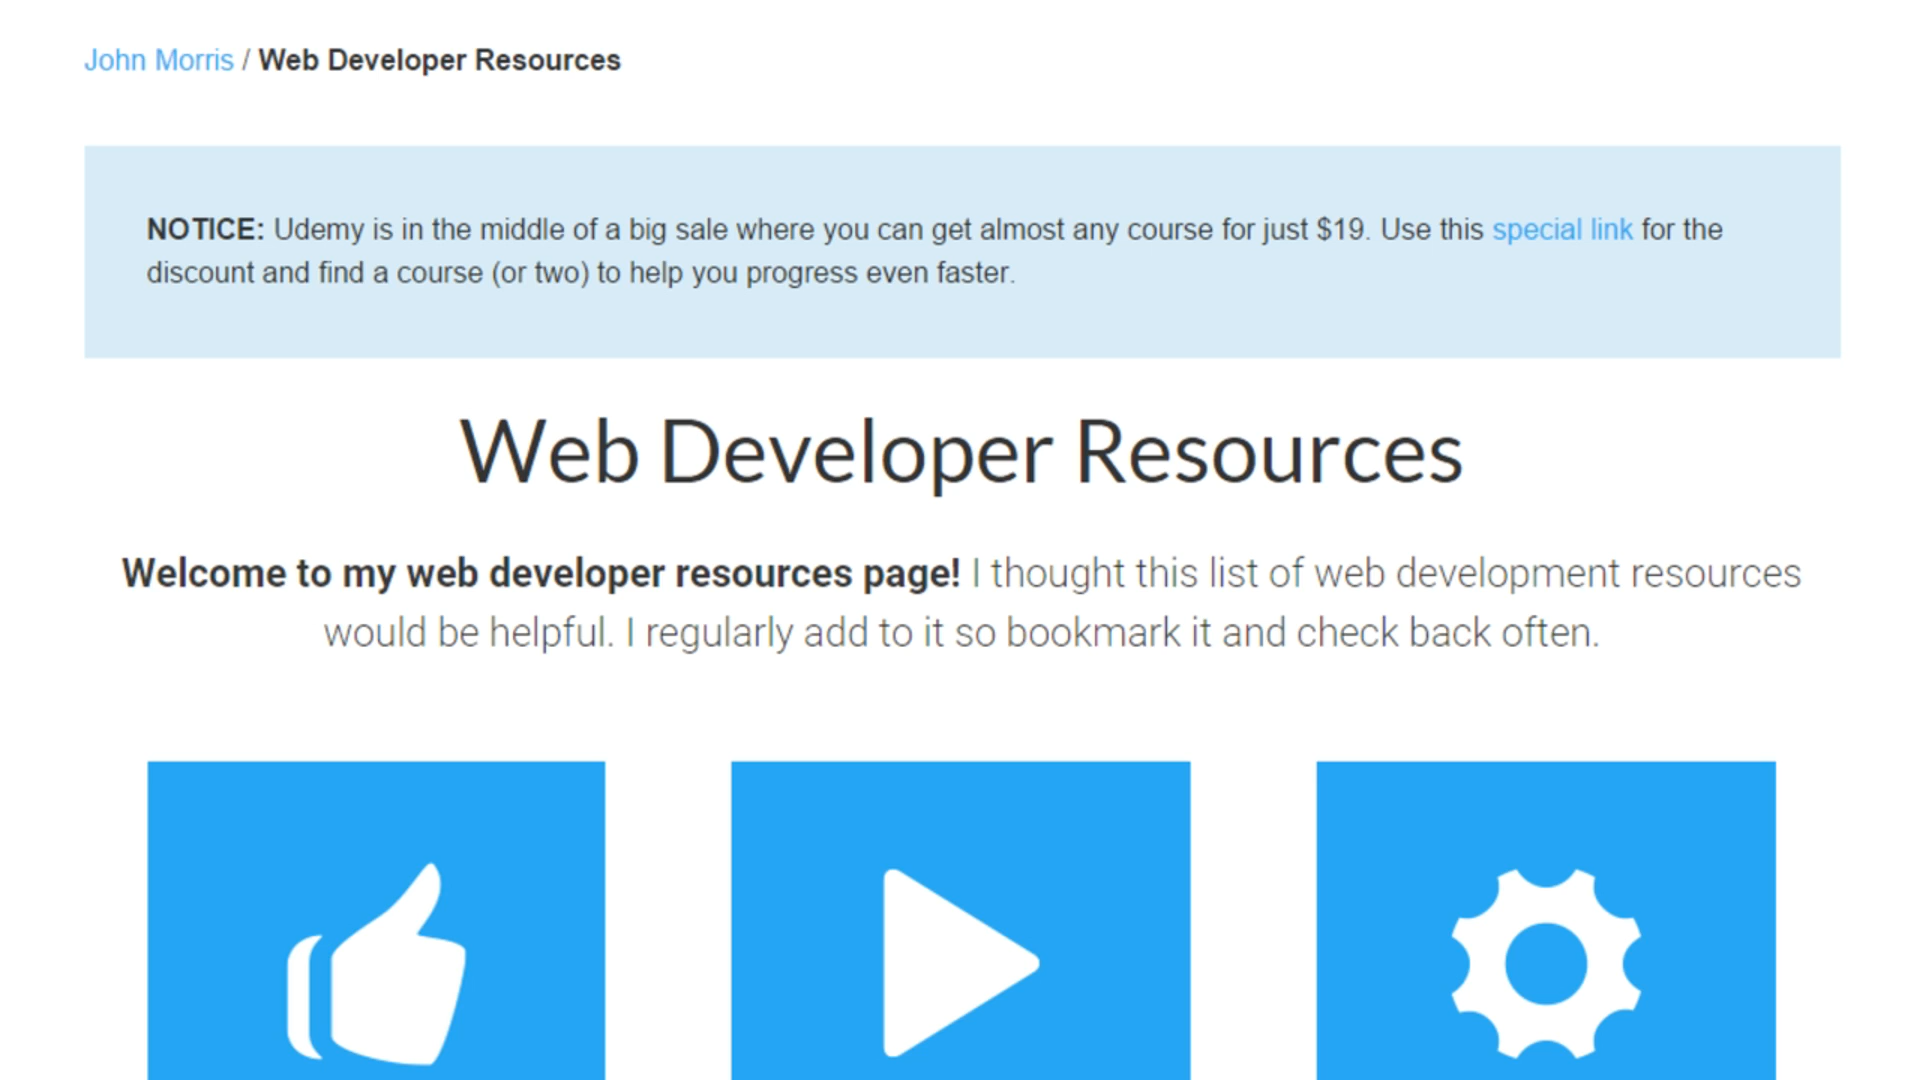 John Morris / Web Developer Resources
NOTICE: Udemy is in the middle of a big sale where you can get almost any course for just $19. Use this special link for the
discount and find a course (or two) to help you progress even faster.
Web Developer Resources
Welcome to my web developer resources page! I thought this list of web development resources
would be helpful. I regularly add to it so bookmark it and check back often.